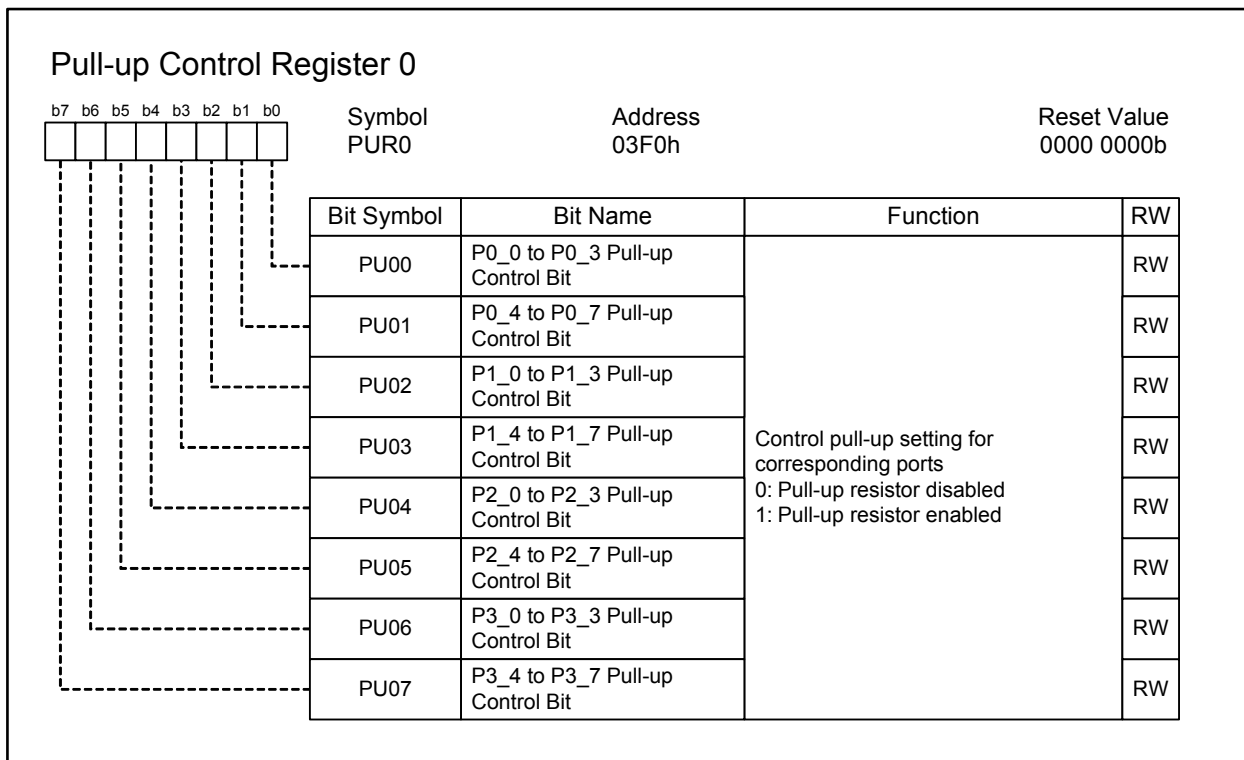 Pull-up Control Register 0
b7 b6 b5 b4 b3 b2 b1 b0
Symbol Address Reset Value
PUR0 03F0h 0000 0000b
Bit Symbol Bit Name Function RW
PU00 P0_0 to P0_3 Pull-up
Control Bit RW
PU01 P0_4 to P0_7 Pull-up
Control Bit RW
PU02 P1_0 to P1_3 Pull-up
Control Bit RW
PU03 P1_4 to P1_7 Pull-up
Control Bit RW
PU04 P2_0 to P2_3 Pull-up
Control Bit RW
PU05 P2_4 to P2_7 Pull-up
Control Bit RW
PU06 P3_0 to P3_3 Pull-up
Control Bit RW
PU07 P3_4 to P3_7 Pull-up
Control Bit RW
Control pull-up setting for
corresponding ports
0: Pull-up resistor disabled
1: Pull-up resistor enabled